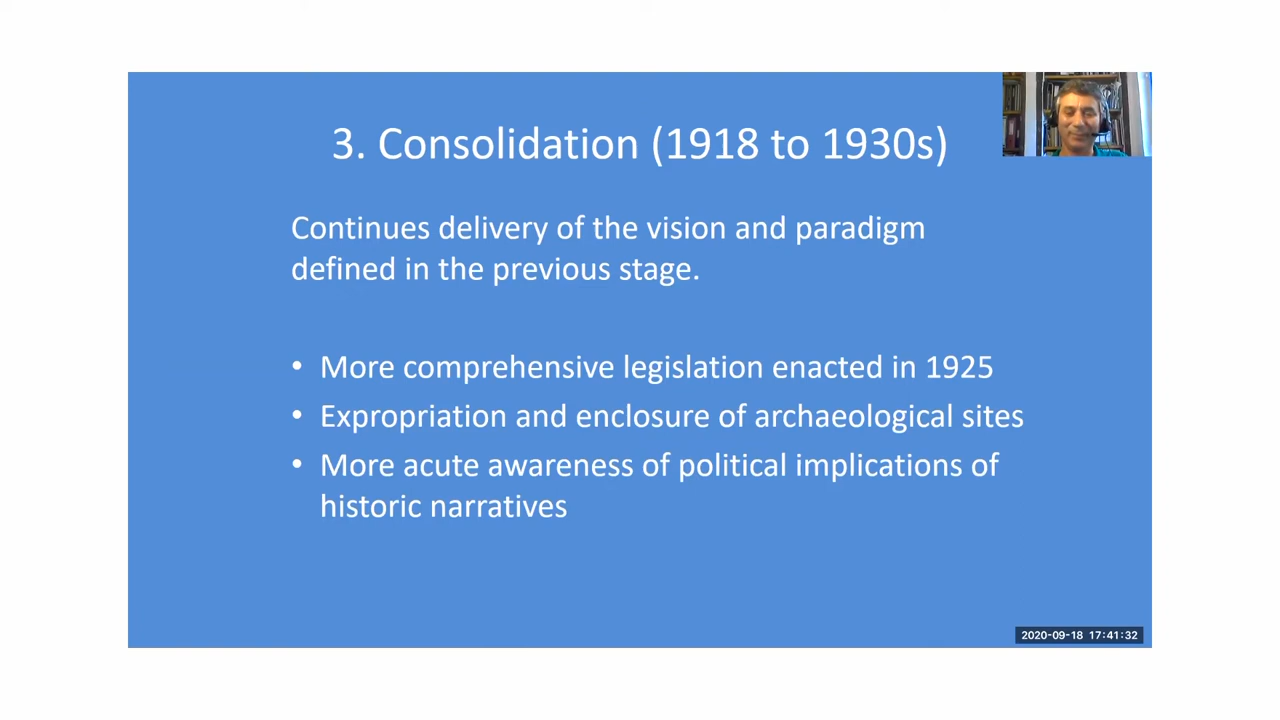 3. Consolidation (1918 to 1930s)
Continues delivery of the vision and paradigm
defined in the previous stage.
• More comprehensive legislation enacted in 1925
• Expropriation and enclosure of archaeological sites
• More acute awareness of political implications of
historic narratives
2020-09-18 17:41:32